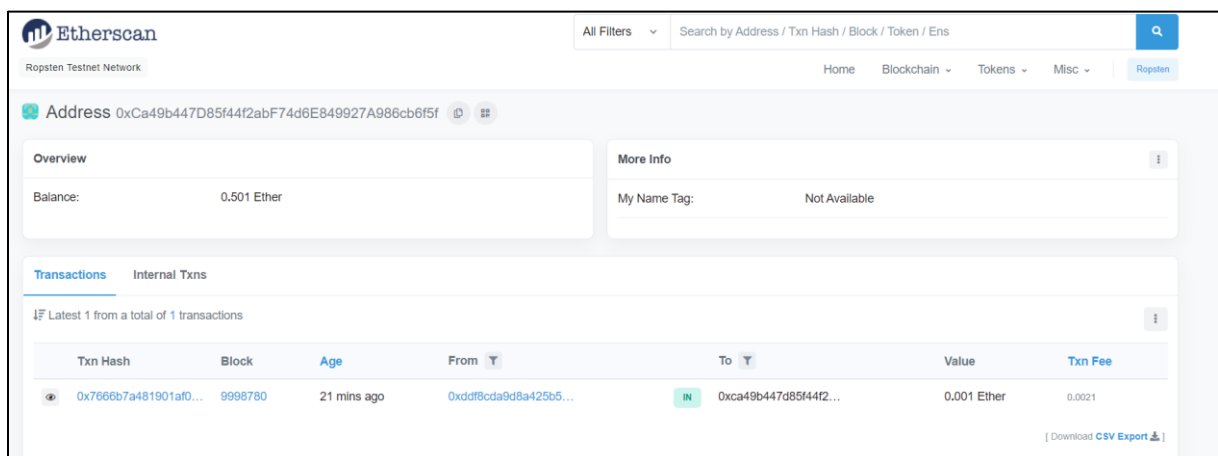 Etherscan
All Filters Search by Address / Txn Hash / Block / Token / Ens
Ropsten Testnet Network
Home Blockchain Tokens Misc Ropsten
Address 0xCa49b447D85f44f2abF74d6E849927A986cb6f5f
Overview
Balance: 0.501 Ether
More Info
My Name Tag: Not Available
Transactions Internal Txns
Latest 1 from a total of 1 transactions
Txn Hash Block Age From To Value Txn Fee
0x7666b7a481901af0... 9998780 21 mins ago 0xddf8cda9d8a425b5... IN 0xca49b447d85f44f2... 0.001 Ether 0.0021
[ Download CSV Export ]